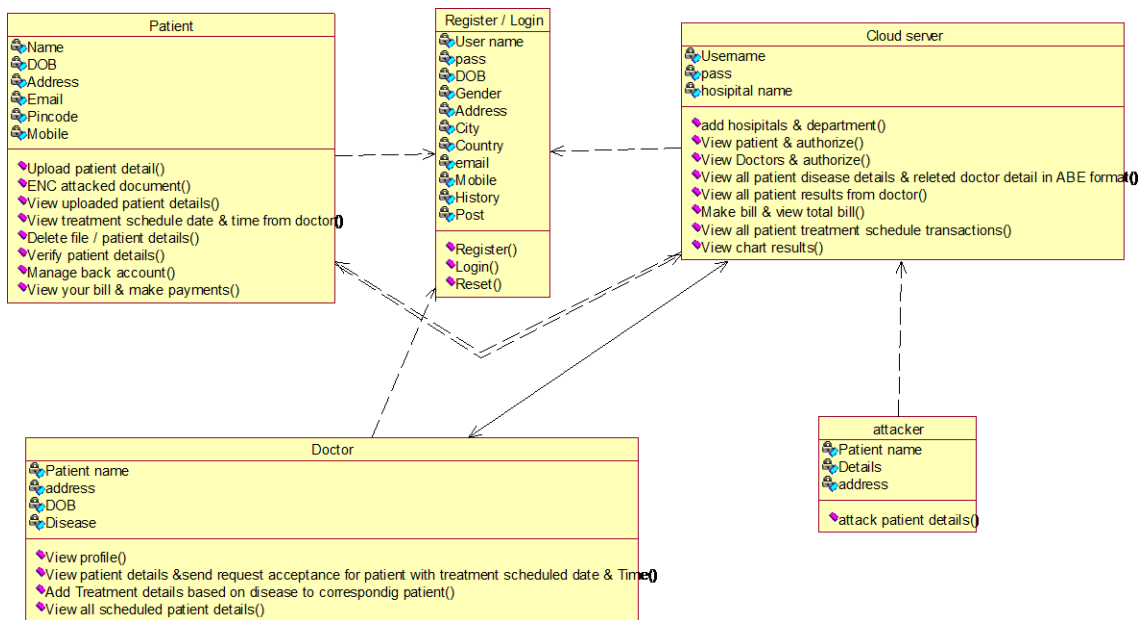 Patient
Name
DOB
Address
Email
Pincode
Mobile
Upload patient detail()
ENC attacked document()
View uploaded patient details()
View treatment schedule date & time from doctor()
Delete file / patient details()
Verify patient details()
Manage back account()
View your bill & make payments()
Register / Login
User name
pass
DOB
Gender
Address
City
Country
email
Mobile
History
Post
Register()
Login()
Reset()
Cloud server
Username
pass
hosipital name
add hosipitals & department()
View patient & authorize()
View Doctors & authorize()
View all patient disease details & releted doctor detail in ABE format()
View all patient results from doctor()
Make bill & view total bill()
View all patient treatment schedule transactions()
View chart results()
Doctor
Patient name
address
DOB
Disease
View profile()
View patient details &send request acceptance for patient with treatment scheduled date & Time()
Add Treatment details based on disease to correspondig patient()
View all scheduled patient details()
attacker
Patient name
Details
address
attack patient details()